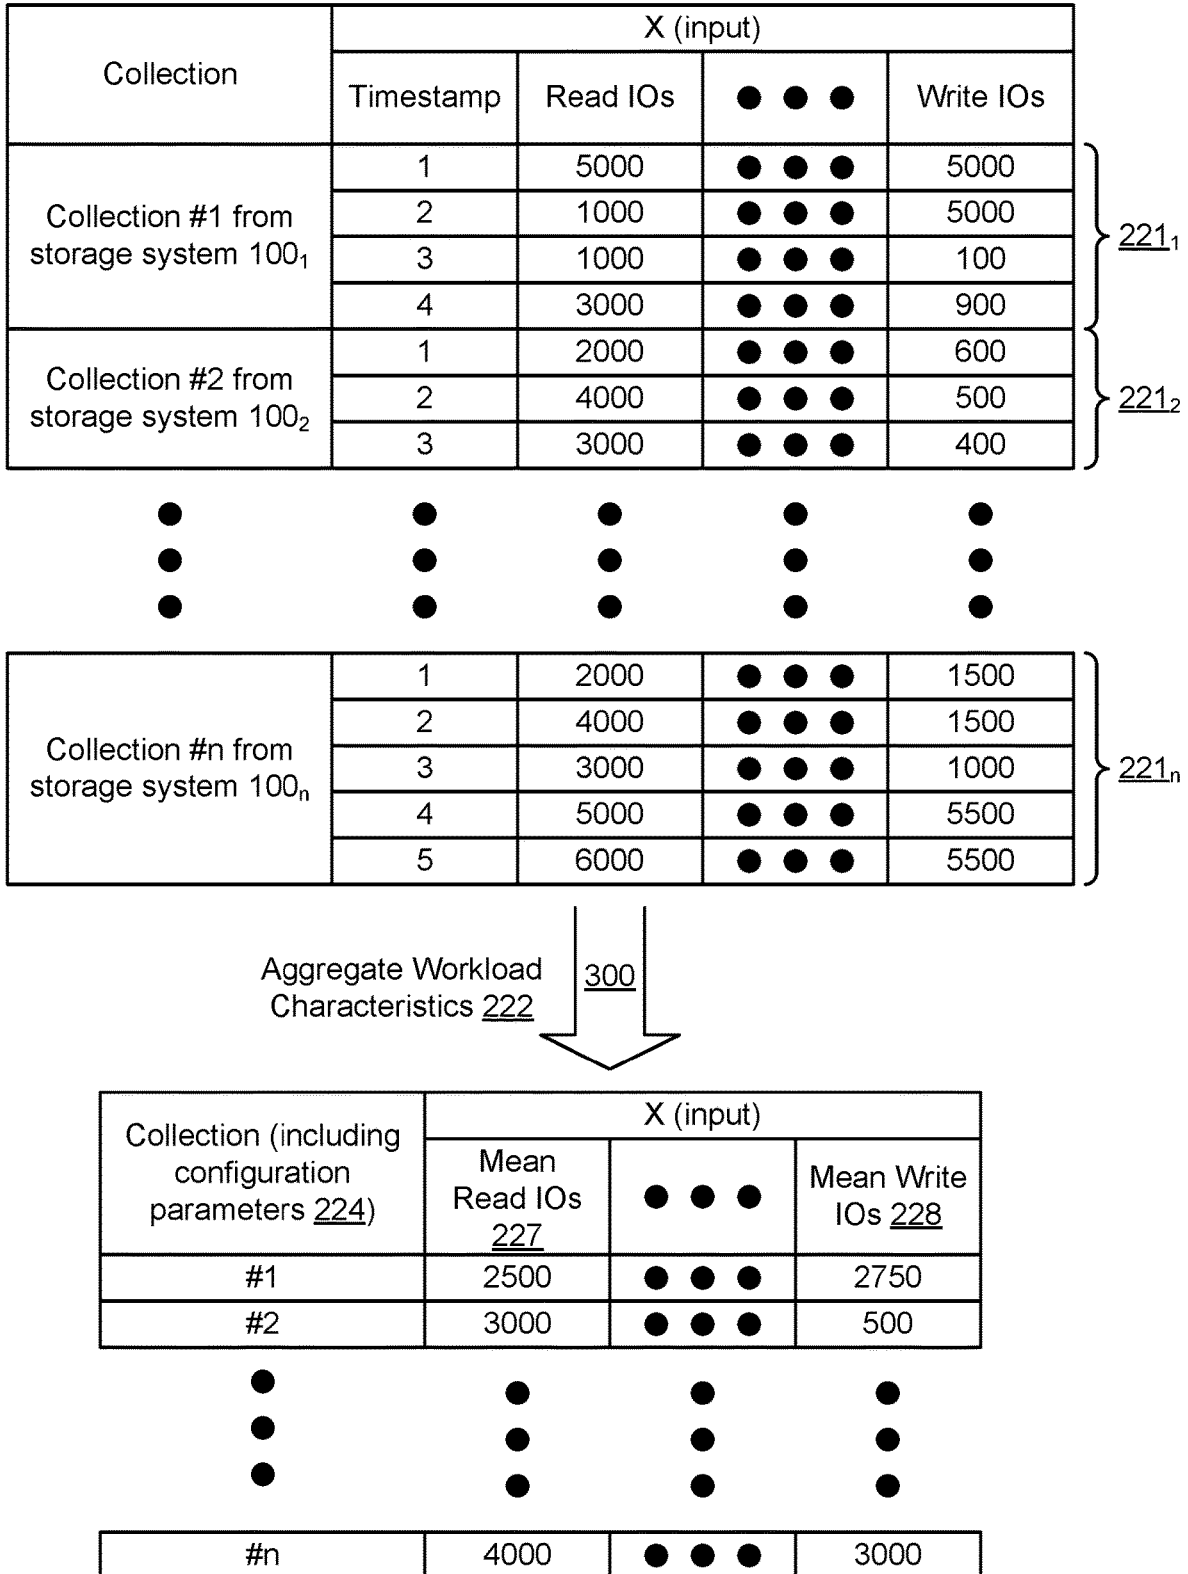 X (input)
Collection
Timestamp Read IOs ● ● ● Write IOs
1 5000 ● ● ● 5000
2 1000 ● ● ● 5000
Collection #1 from
storage system 100₁
221₁
3 1000 ● ● ● 100
4 3000 ● ● ● 900
1 2000 ● ● ● 600
Collection #2 from
storage system 100₂
2 4000 ● ● ● 500
221₂
3 3000 ● ● ● 400
● ● ● ● ●
● ● ● ● ●
● ● ● ● ●
1 2000 ● ● ● 1500
2 4000 ● ● ● 1500
Collection #n from
storage system 100ₙ
3 3000 ● ● ● 1000
221ₙ
4 5000 ● ● ● 5500
5 6000 ● ● ● 5500
Aggregate Workload
Characteristics 222
300
Collection (including
configuration
parameters 224)
X (input)
Mean
Read IOs
227
● ● ●
Mean Write
IOs 228
#1 2500 ● ● ● 2750
#2 3000 ● ● ● 500
● ● ● ●
● ● ● ●
● ● ● ●
#n 4000 ● ● ● 3000